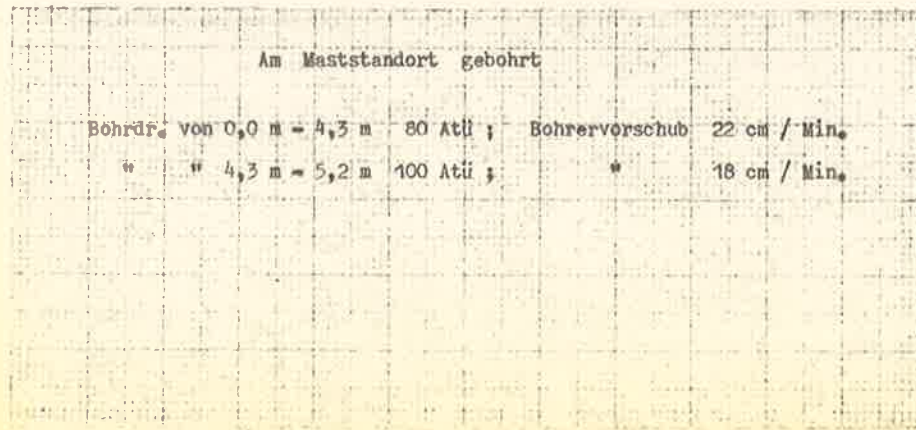 Am Maststandort gebohrt
Bohrdr. von 0,0 m - 4,3 m 80 Atü ; Bohrervorschub 22 cm / Min.
" " 4,3 m - 5,2 m 100 Atü ; " 18 cm / Min.